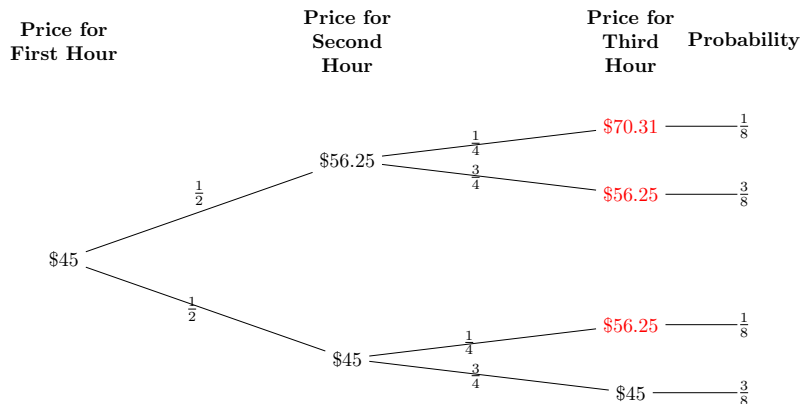 Price for
First Hour
Price for
Second
Hour
Price for
Third
Hour
Probability
$45
1/2
1/2
$56.25
$45
1/4
3/4
1/4
3/4
$70.31
$56.25
$56.25
$45
1/8
3/8
1/8
3/8